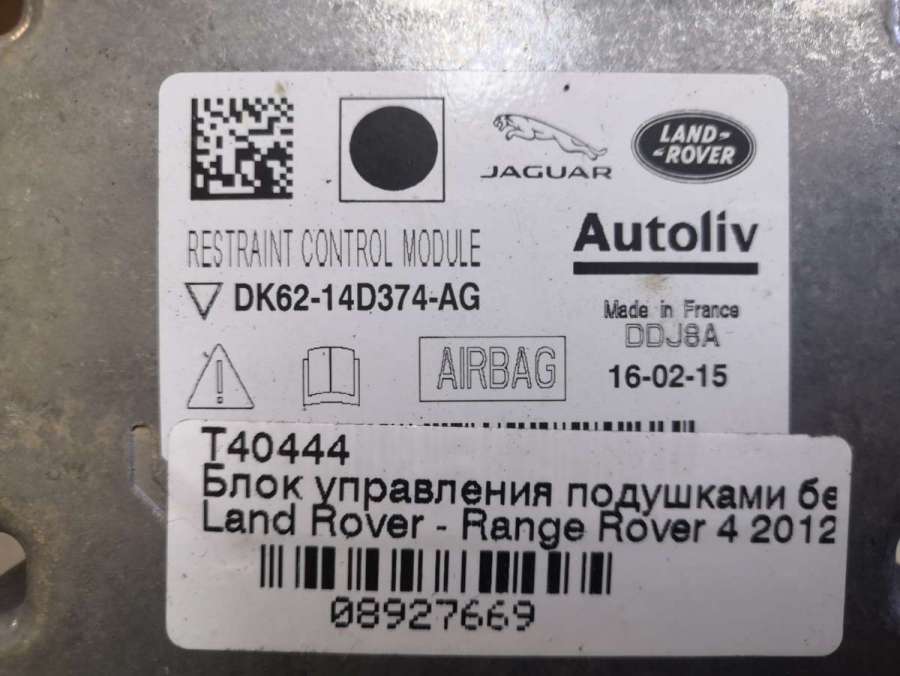 JAGUAR
LAND-
-ROVER
RESTRAINT CONTROL MODULE
Autoliv
DK62-14D374-AG
Made in France
DDJ8A
AIRBAG
16-02-15
T40444
Блок управления подушками бе
Land Rover - Range Rover 4 2012
08927669